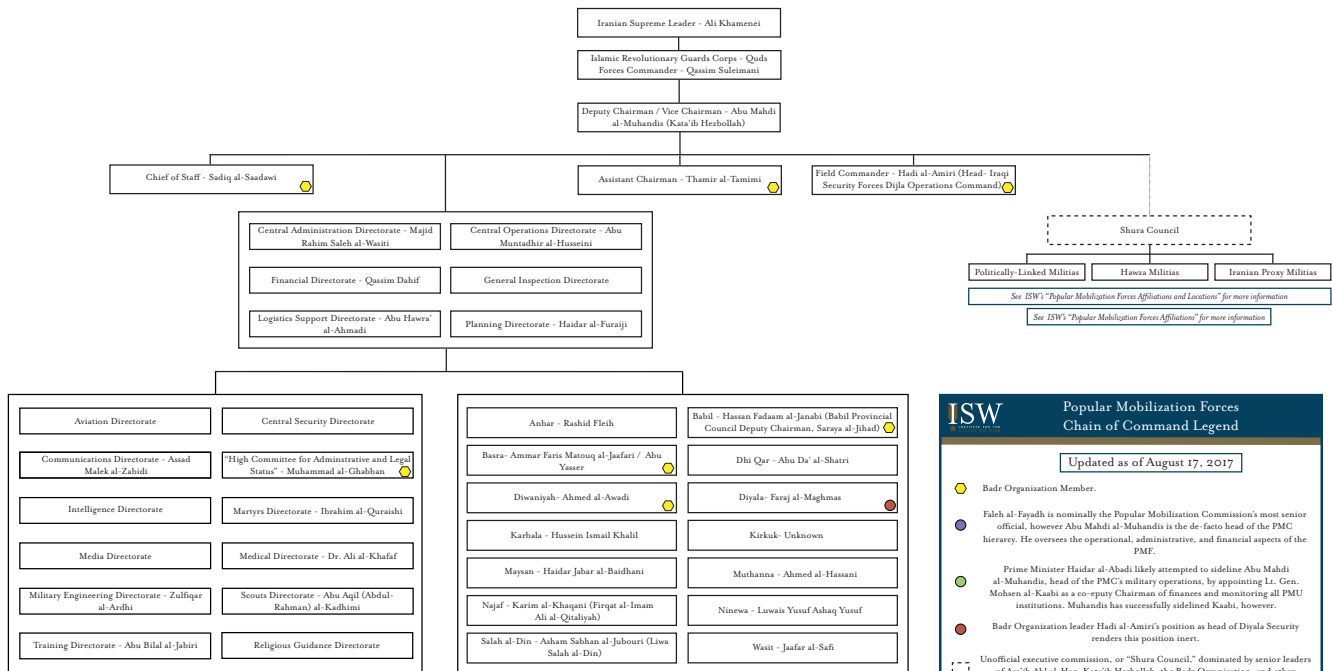 Iranian Supreme Leader - Ali Khamenei
Islamic Revolutionary Guards Corps - Quds
Forces Commander - Qassim Suleimani
Deputy Chairman / Vice Chairman - Abu Mahdi
al-Muhandis (Kata'ib Hezbollah)
Chief of Staff - Sadiq al-Saadawi
Assistant Chairman - Thamir al-Tamimi
Field Commander - Hadi al-Amiri (Head- Iraqi
Security Forces Dijla Operations Command)
Shura Council
Politically-Linked Militias
Hawza Militias
Iranian Proxy Militias
See ISW's "Popular Mobilization Forces Affiliations and Locations" for more information
See ISW's "Popular Mobilization Forces Affiliations" for more information
Central Administration Directorate - Majid
Rahim Saleh al-Wasiti
Central Operations Directorate - Abu
Muntadhir al-Husseini
Financial Directorate - Qassim Dahif
General Inspection Directorate
Logistics Support Directorate - Abu Hawra'
al-Ahmadi
Planning Directorate - Haidar al-Furaiji
Aviation Directorate
Central Security Directorate
Communications Directorate - Assad
Malek al-Zabidi
"High Committee for Adminstrative and Legal
Status" - Muhammad al-Ghabban
Intelligence Directorate
Martyrs Directorate - Ibrahim al-Quraishi
Media Directorate
Medical Directorate - Dr. Ali al-Khafaf
Military Engineering Directorate - Zulfiqar
al-Ardhi
Scouts Directorate - Abu Aqil (Abdul-
Rahman) al-Kadhimi
Training Directorate - Abu Bilal al-Jabiri
Religious Guidance Directorate
Anbar - Rashid Fleih
Babil - Hassan Fadaam al-Janabi (Babil Provincial
Council Deputy Chairman, Saraya al-Jihad)
Basra- Ammar Faris Matouq al-Jaafari / Abu
Yasser
Dhi Qar - Abu Da' al-Shatri
Diwaniyah- Ahmed al-Awadi
Diyala- Faraj al-Maghmas
Karbala - Hussein Ismail Khalil
Kirkuk- Unknown
Maysan - Haidar Jabar al-Baidhani
Muthanna - Ahmed al-Hassani
Najaf - Karim al-Khaqani (Firqat al-Imam
Ali al-Qitaliyah)
Ninewa - Luwais Yusuf Ashaq Yusuf
Salah al-Din - Asham Sabhan al-Jubouri (Liwa
Salah al-Din)
Wasit - Jaafar al-Safi
ISW
Popular Mobilization Forces
Chain of Command Legend
Updated as of August 17, 2017
Badr Organization Member.
Faleh al-Fayadh is nominally the Popular Mobilization Commission's most senior
official, however Abu Mahdi al-Muhandis is the de-facto head of the PMC
hierarcy. He oversees the operational, administrative, and financial aspects of the
PMF.
Prime Minister Haidar al-Abadi likely attempted to sideline Abu Mahdi
al-Muhandis, head of the PMC's military operations, by appointing Lt. Gen.
Mohsen al-Kaabi as a co-eputy Chairman of finances and monitoring all PMU
institutions. Muhandis has successfully sidelined Kaabi, however.
Badr Organization leader Hadi al-Amiri's position as head of Diyala Security
renders this position inert.
Unofficial executive commission, or "Shura Council," dominated by senior leaders